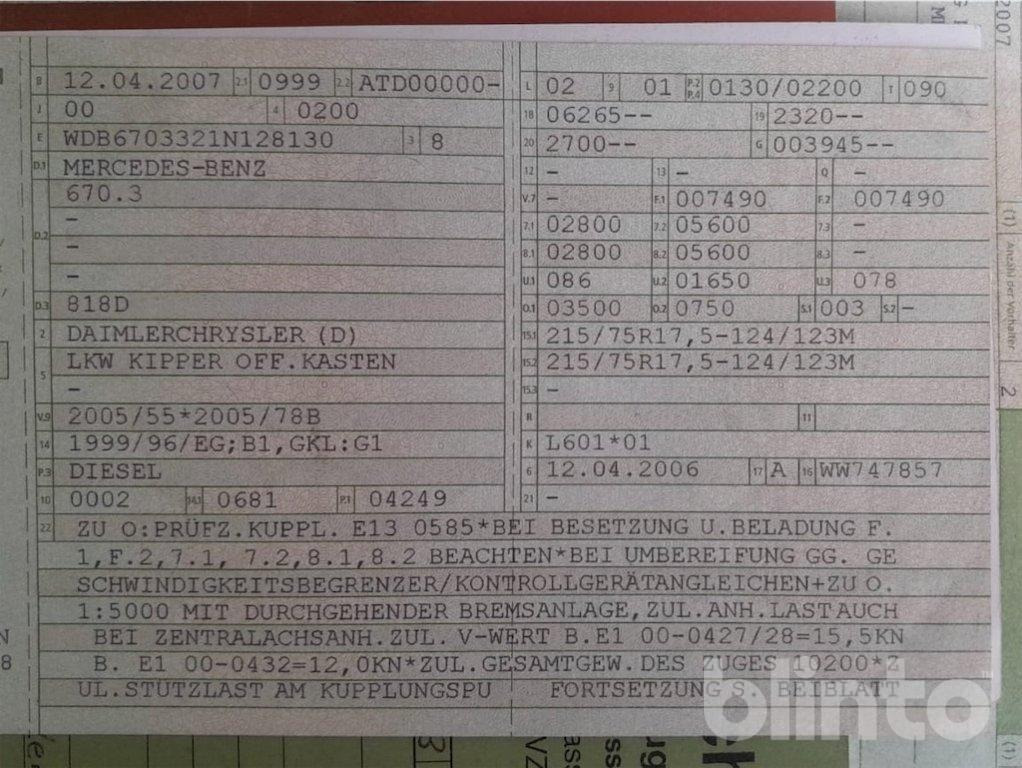 B 12.04.2007 2.1 0999 2.2 ATD00000-
J 00 4 0200
E WDB6703321N128130 3 8
D.1 MERCEDES-BENZ
670.3
-
D.2 -
-
D.3 818D
2 DAIMLERCHRYSLER (D)
5 LKW KIPPER OFF.KASTEN
-
V.9 2005/55*2005/78B
14 1999/96/EG;B1,GKL:G1
P.3 DIESEL
10 0002 14.1 0681 P.1 04249
L 02 9 01 P.2 P.4 0130/02200 T 090
18 06265-- 19 2320--
20 2700-- G 003945--
12 - 13 - Q -
V.7 - F.1 007490 F.2 007490
7.1 02800 7.2 05600 7.3 -
8.1 02800 8.2 05600 8.3 -
U.1 086 U.2 01650 U.3 078
O.1 03500 O.2 0750 S.1 003 S.2 -
15.1 215/75R17,5-124/123M
15.2 215/75R17,5-124/123M
15.3 -
R 11
K L601*01
6 12.04.2006 17 A 16 WW747857
21 -
22 ZU O:PRÜFZ.KUPPL. E13 0585*BEI BESETZUNG U.BELADUNG F.
1,F.2,7.1, 7.2,8.1,8.2 BEACHTEN*BEI UMBEREIFUNG GG. GE
SCHWINDIGKEITSBEGRENZER/KONTROLLGERÄTANGLEICHEN+ZU O.
1:5000 MIT DURCHGEHENDER BREMSANLAGE,ZUL.ANH.LASTAUCH
BEI ZENTRALACHSANH.ZUL. V-WERT B.E1 00-0427/28=15,5KN
B. E1 00-0432=12,0KN*ZUL.GESAMTGEW.DES ZUGES 10200*Z
UL.STÜTZLAST AM KUPPLUNGSPU FORTSETZUNG S. BEIBLATT
2007
(1) Anzahl der Vorhalter:
2
(1)
blinto